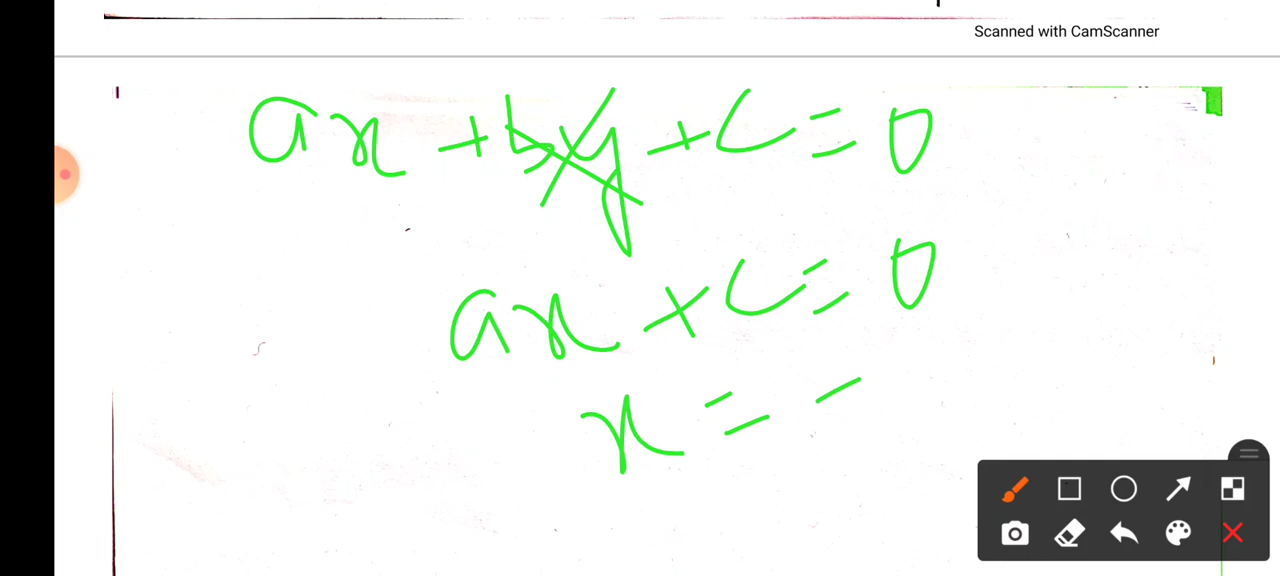 Scanned with CamScanner
ax + by + c = 0
ax + c = 0
x = -